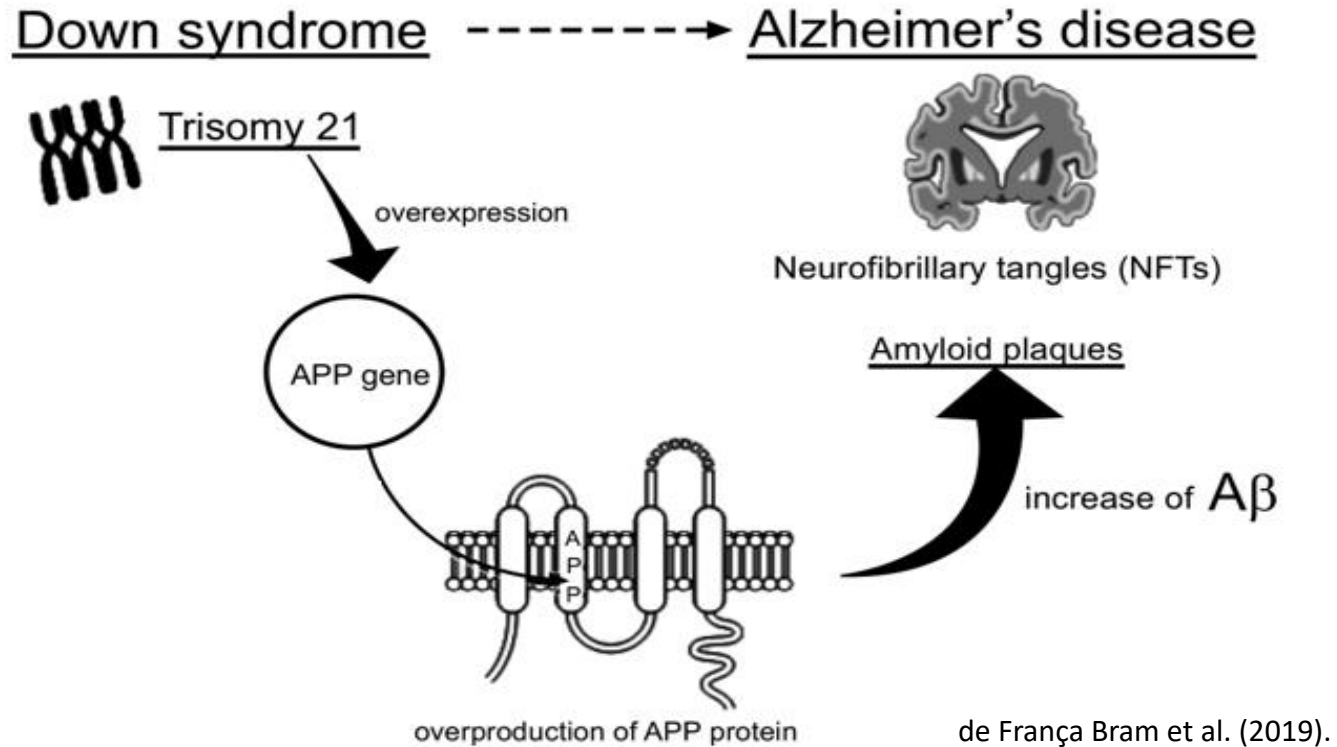 Down syndrome
Alzheimer's disease
Trisomy 21
overexpression
APP gene
A
P
P
overproduction of APP protein
increase of Aβ
Amyloid plaques
Neurofibrillary tangles (NFTs)
de França Bram et al. (2019).